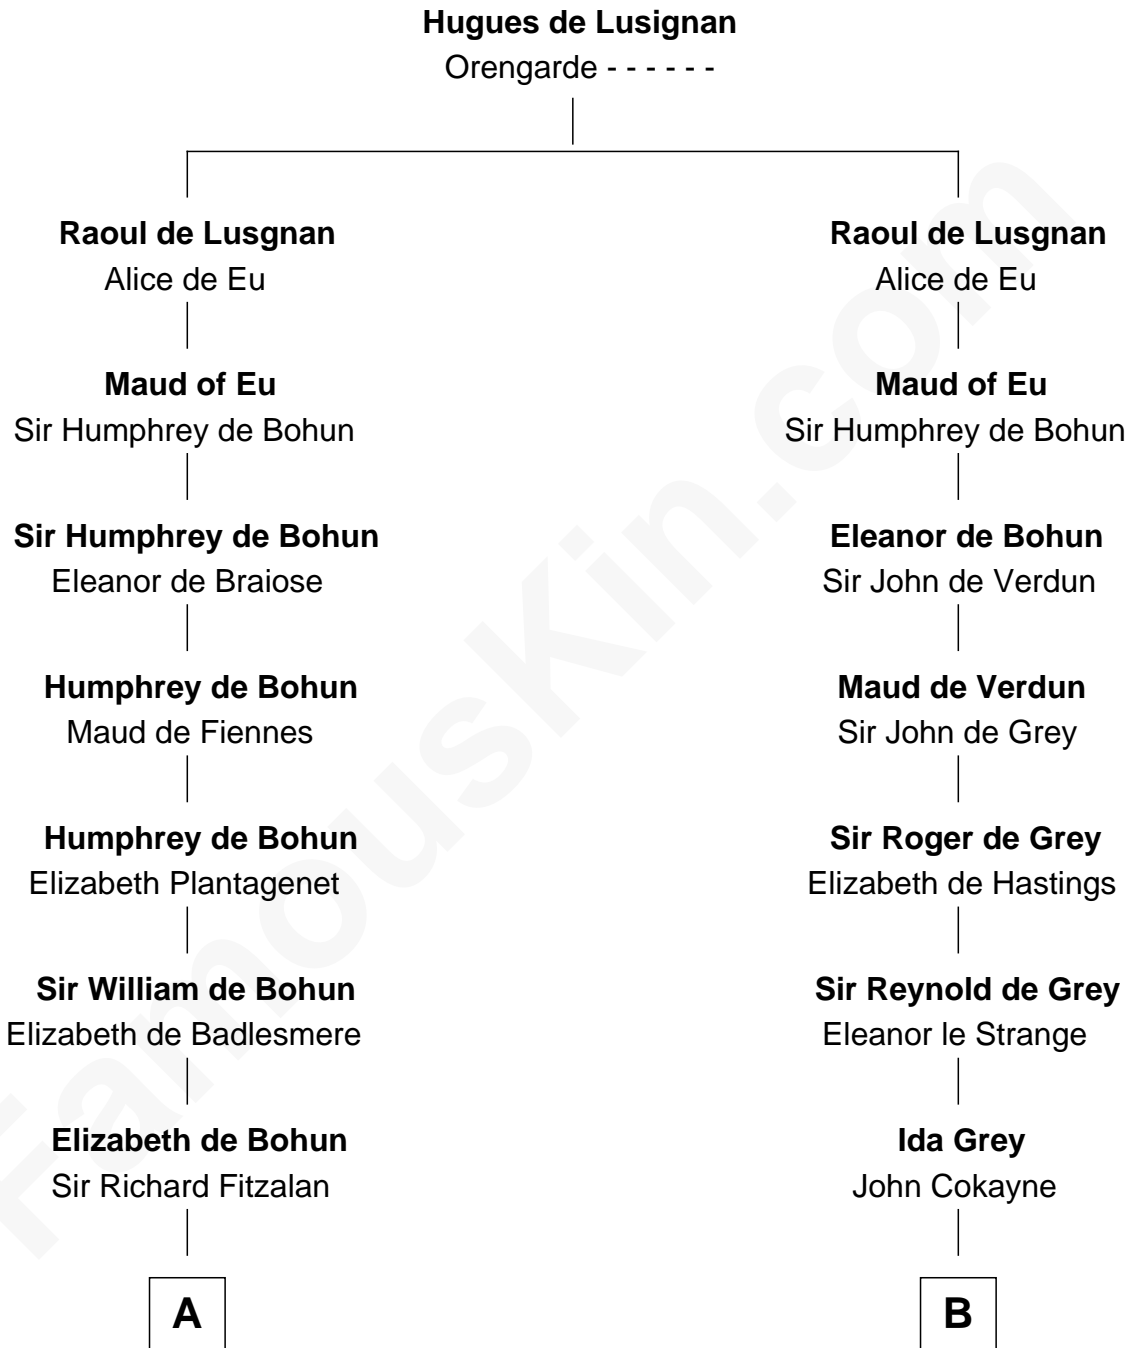 Hugues de Lusignan
Orengarde - - - - - -
Raoul de Lusgnan
Alice de Eu
Raoul de Lusgnan
Alice de Eu
Maud of Eu
Sir Humphrey de Bohun
Maud of Eu
Sir Humphrey de Bohun
Sir Humphrey de Bohun
Eleanor de Braiose
Eleanor de Bohun
Sir John de Verdun
Humphrey de Bohun
Maud de Fiennes
Maud de Verdun
Sir John de Grey
Humphrey de Bohun
Elizabeth Plantagenet
Sir Roger de Grey
Elizabeth de Hastings
Sir William de Bohun
Elizabeth de Badlesmere
Sir Reynold de Grey
Eleanor le Strange
Elizabeth de Bohun
Sir Richard Fitzalan
Ida Grey
John Cokayne
A
B
FamousKin.com